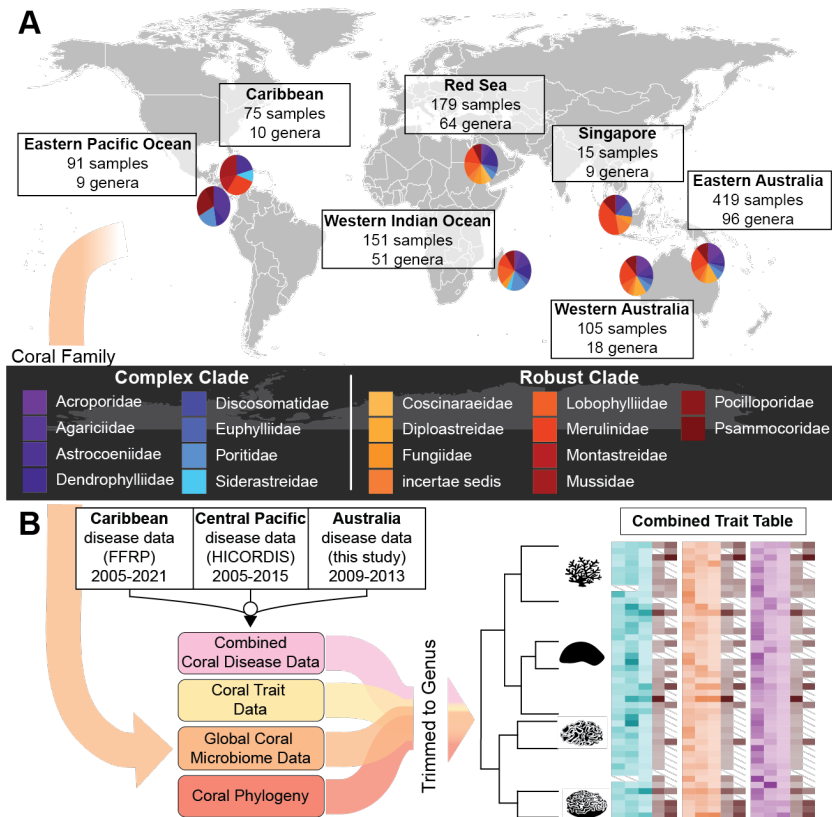 A
Caribbean
75 samples
10 genera
Red Sea
179 samples
64 genera
Eastern Pacific Ocean
91 samples
9 genera
Singapore
15 samples
9 genera
Eastern Australia
419 samples
96 genera
Western Indian Ocean
151 samples
51 genera
Western Australia
105 samples
18 genera
Coral Family
Complex Clade
Acroporidae
Agariciidae
Astrocoeniidae
Dendrophylliidae
Discosomatidae
Euphylliidae
Poritidae
Siderastreidae
Robust Clade
Coscinaraeidae
Diploastreidae
Fungiidae
incertae sedis
Lobophylliidae
Merulinidae
Montastreidae
Mussidae
Pocilloporidae
Psammocoridae
B
Caribbean
disease data
(FFRP)
2005-2021
Central Pacific
disease data
(HICORDIS)
2005-2015
Australia
disease data
(this study)
2009-2013
Combined
Coral Disease Data
Coral Trait
Data
Global Coral
Microbiome Data
Coral Phylogeny
Trimmed to Genus
Combined Trait Table